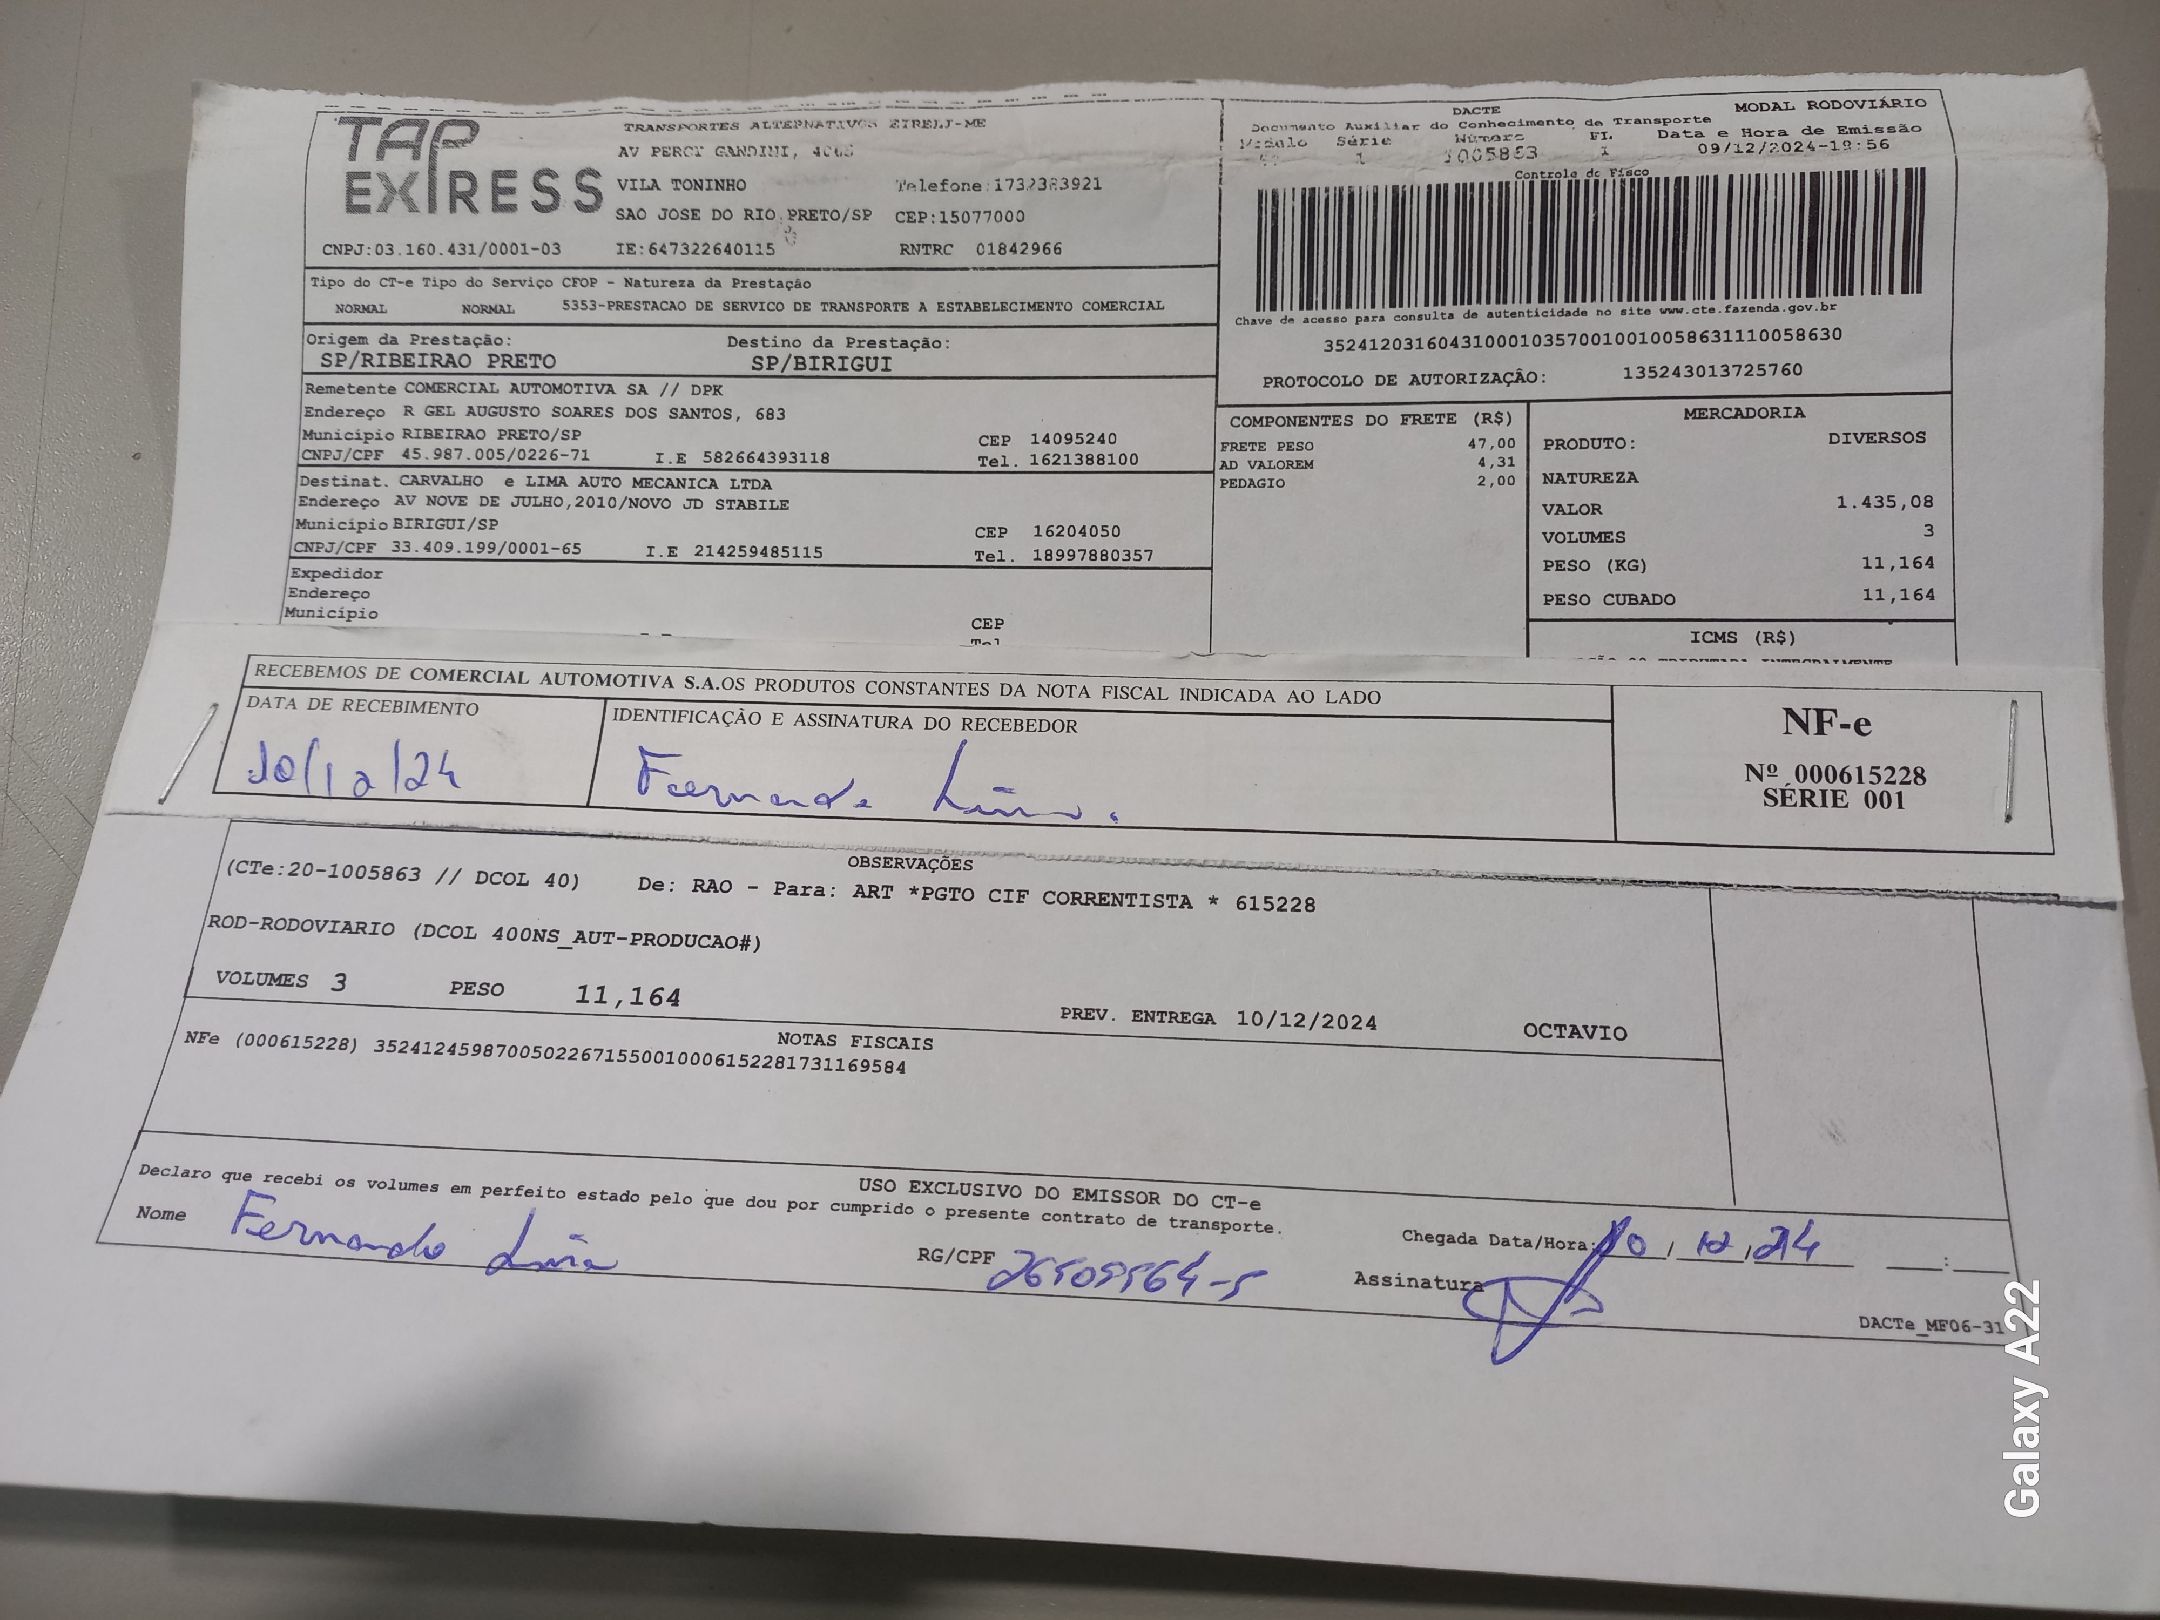 TAP EXPRESS
TRANSPORTES ALTERNATIVOS EIRELI-ME
AV PERCY GANDINI,
VILA TONINHO Telefone:
SAO JOSE DO RIO PRETO/SP CEP:15077000
CNPJ:03.160.431/0001-03 IE:647322640115 RNTRC 01842966
DACTE MODAL RODOVIÁRIO
Documento Auxiliar do Conhecimento de Transporte
Modulo Série Número FL Data e Hora de Emissão
1 1005863 1 09/12/2024-
Controle do Fisco
Chave de acesso para consulta de autenticidade no site www.cte.fazenda.gov.br
35241203160431000103570010010058631110058630
PROTOCOLO DE AUTORIZAÇÃO: 135243013725760
Tipo do CT-e Tipo do Serviço CFOP - Natureza da Prestação
NORMAL NORMAL 5353-PRESTACAO DE SERVICO DE TRANSPORTE A ESTABELECIMENTO COMERCIAL
Origem da Prestação: Destino da Prestação:
SP/RIBEIRAO PRETO SP/BIRIGUI
Remetente COMERCIAL AUTOMOTIVA SA // DPK
Endereço R GEL AUGUSTO SOARES DOS SANTOS, 683
Município RIBEIRAO PRETO/SP CEP 14095240
CNPJ/CPF 45.987.005/0226-71 I.E 582664393118 Tel. 1621388100
Destinat. CARVALHO e LIMA AUTO MECANICA LTDA
Endereço AV NOVE DE JULHO,2010/NOVO JD STABILE
Município BIRIGUI/SP CEP 16204050
CNPJ/CPF 33.409.199/0001-65 I.E 214259485115 Tel. 18997880357
Expedidor
Endereço
Município CEP
COMPONENTES DO FRETE (R$)
FRETE PESO 47,00
AD VALOREM 4,31
PEDAGIO 2,00
MERCADORIA
PRODUTO: DIVERSOS
NATUREZA
VALOR 1.435,08
VOLUMES 3
PESO (KG) 11,164
PESO CUBADO 11,164
ICMS (R$)
RECEBEMOS DE COMERCIAL AUTOMOTIVA S.A.OS PRODUTOS CONSTANTES DA NOTA FISCAL INDICADA AO LADO
DATA DE RECEBIMENTO IDENTIFICAÇÃO E ASSINATURA DO RECEBEDOR
10/12/24 Fernando Lima.
NF-e
Nº 000615228
SÉRIE 001
OBSERVAÇÕES
(CTe:20-1005863 // DCOL 40) De: RAO - Para: ART *PGTO CIF CORRENTISTA * 615228
ROD-RODOVIARIO (DCOL 400NS_AUT-PRODUCAO#)
VOLUMES 3 PESO 11,164 PREV. ENTREGA 10/12/2024 OCTAVIO
NOTAS FISCAIS
NFe (000615228) 35241245987005022671550010006152281731169584
USO EXCLUSIVO DO EMISSOR DO CT-e
Declaro que recebi os volumes em perfeito estado pelo que dou por cumprido o presente contrato de transporte.
Nome Fernando Lima RG/CPF 26509564-5 Chegada Data/Hora: 10/12/24 __:__
Assinatura
DACTe_MF06-31
Galaxy A22